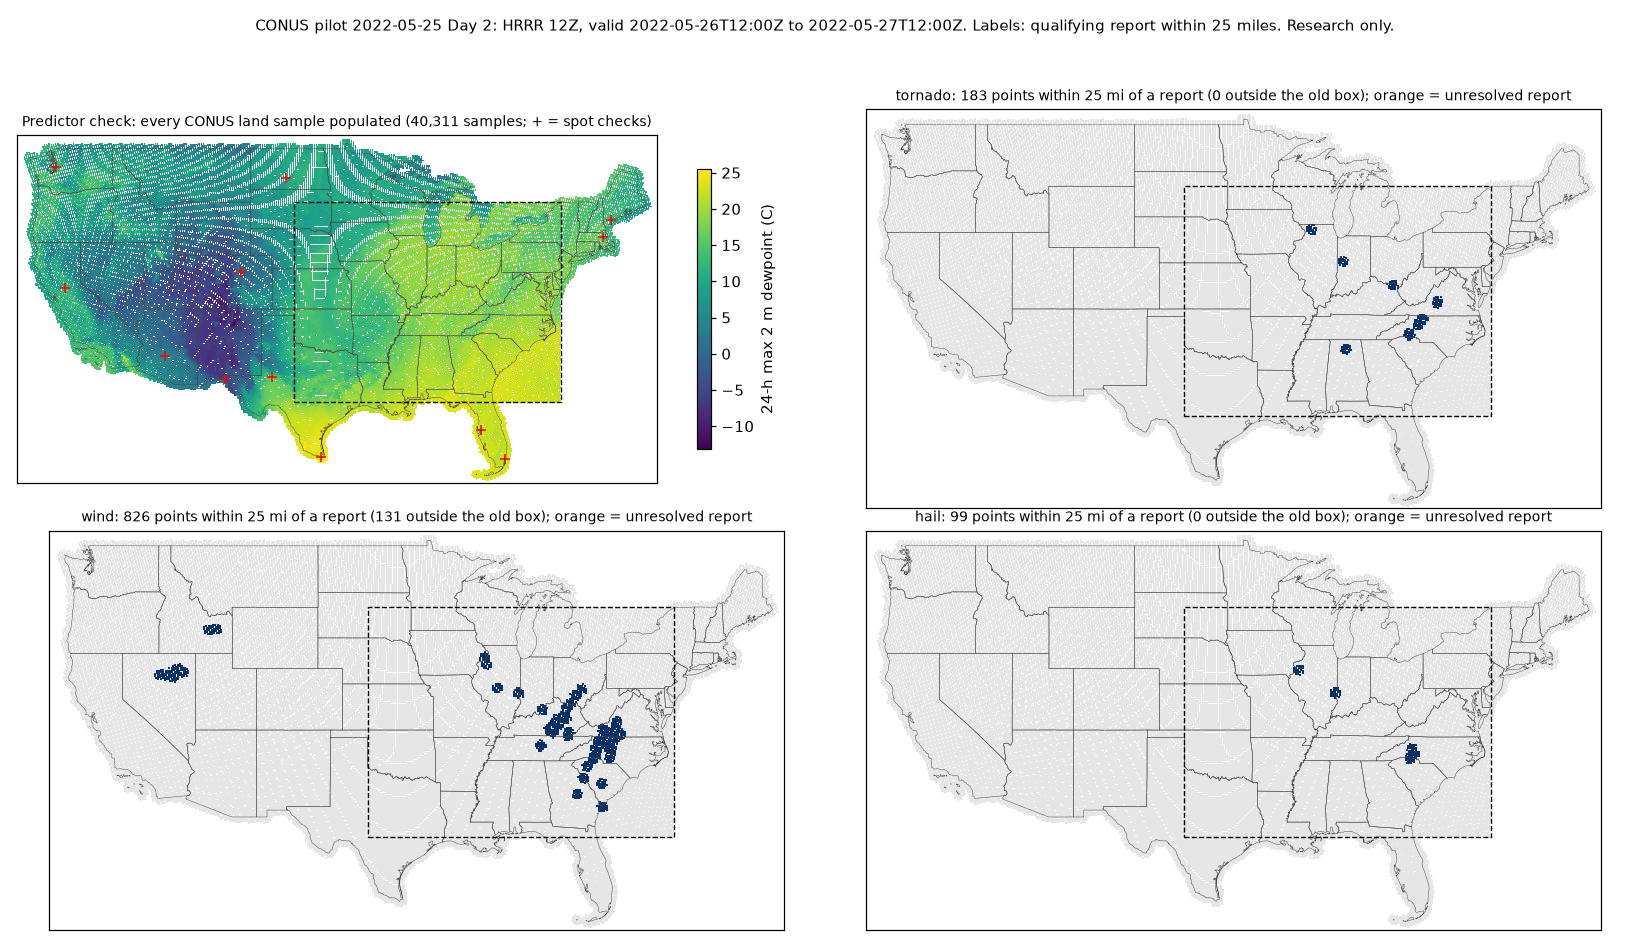 CONUS pilot 2022-05-25 Day 2: HRRR 12Z, valid 2022-05-26T12:00Z to 2022-05-27T12:00Z. Labels: qualifying report within 25 miles. Research only.
Predictor check: every CONUS land sample populated (40,311 samples; + = spot checks)
25
20
15
10
5
0
−5
−10
24-h max 2 m dewpoint (C)
tornado: 183 points within 25 mi of a report (0 outside the old box); orange = unresolved report
wind: 826 points within 25 mi of a report (131 outside the old box); orange = unresolved report
hail: 99 points within 25 mi of a report (0 outside the old box); orange = unresolved report